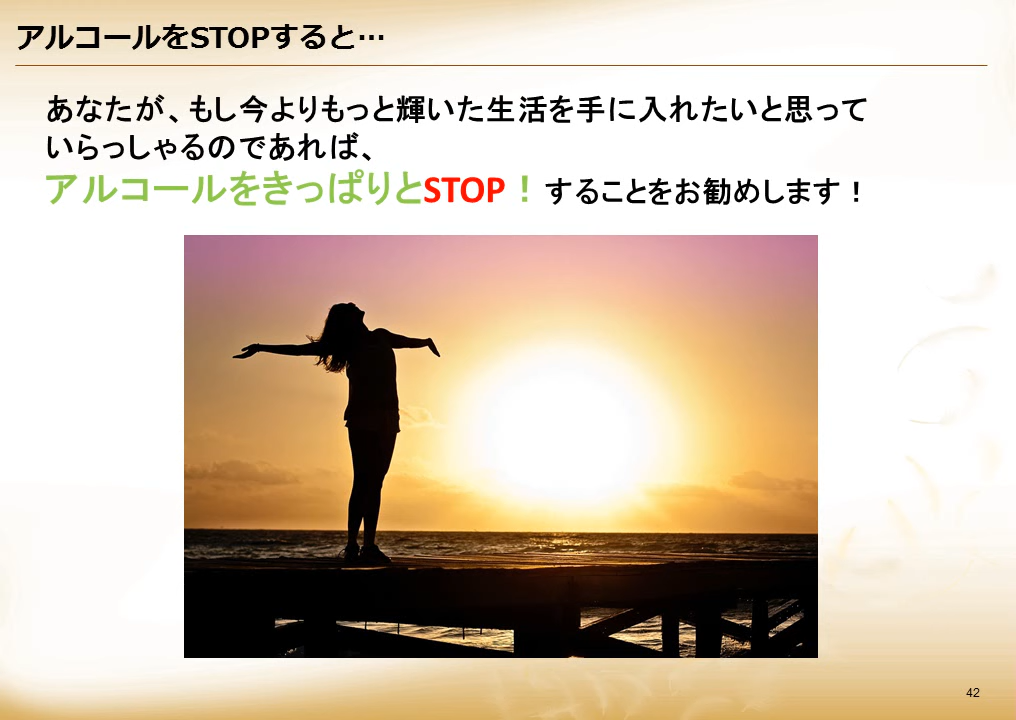 アルコールをSTOPすると…
あなたが、もし今よりもっと輝いた生活を手に入れたいと思って
いらっしゃるのであれば、
アルコールをきっぱりとSTOP！することをお勧めします！
42